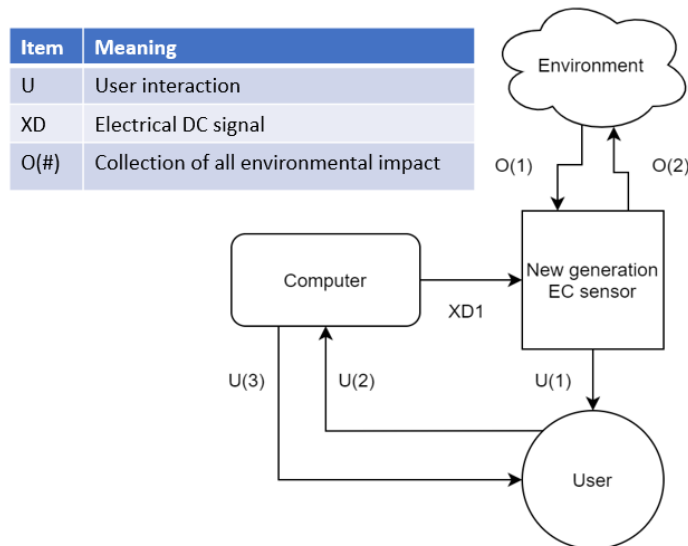 Item Meaning
U User interaction
XD Electrical DC signal
O(#) Collection of all environmental impact
Environment
O(1) O(2)
New generation
EC sensor
Computer
XD1
U(3) U(2) U(1)
User